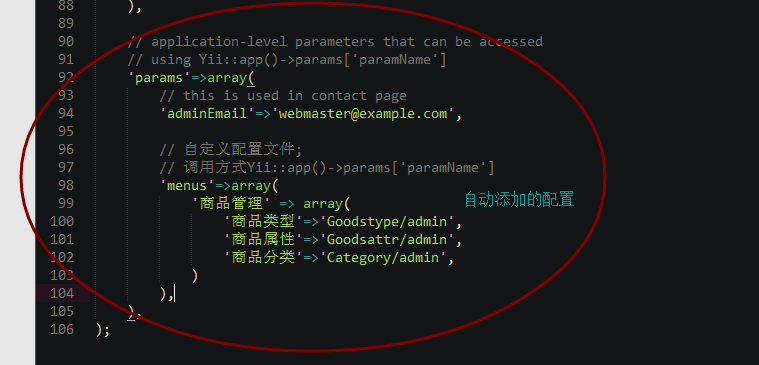 88 ),
89
90 // application-level parameters that can be accessed
91 // using Yii::app()->params['paramName']
92 'params'=>array(
93 // this is used in contact page
94 'adminEmail'=>'webmaster@example.com',
95
96 // 自定义配置文件;
97 // 调用方式Yii::app()->params['paramName']
98 'menus'=>array(
99 '商品管理' => array(
自动添加的配置
100 '商品类型'=>'Goodstype/admin',
101 '商品属性'=>'Goodsattr/admin',
102 '商品分类'=>'Category/admin',
103 )
104 ),
105 ),
106 );